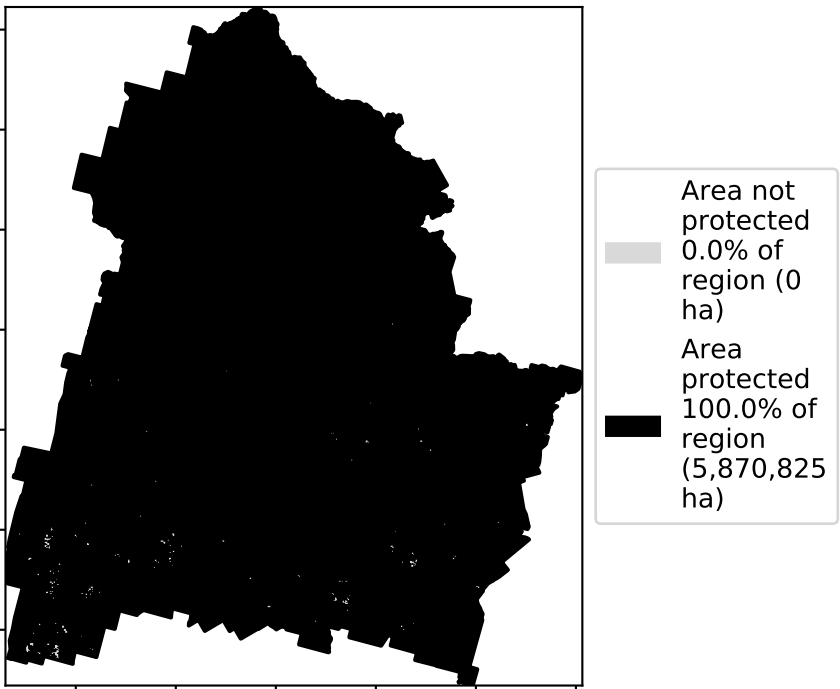 Area not
protected
0.0% of
region (0
ha)
Area
protected
100.0% of
region
(5,870,825
ha)